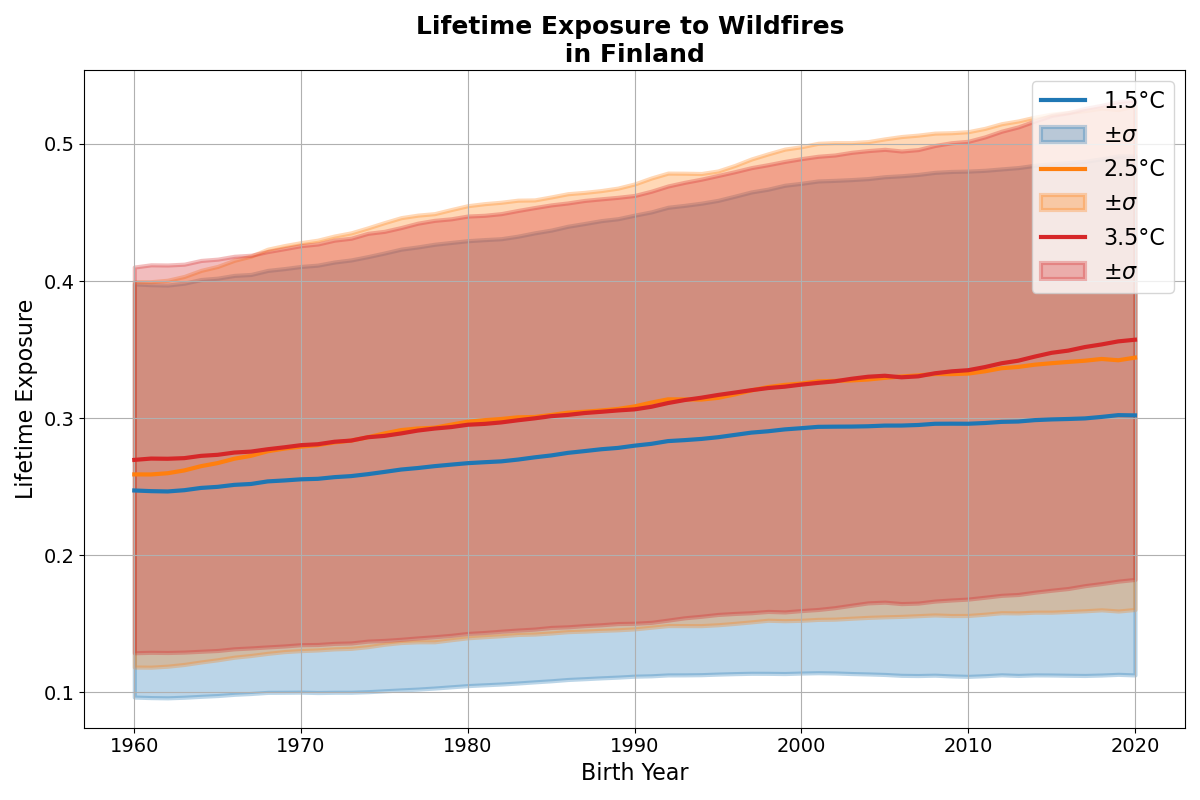 Lifetime Exposure to Wildfires
in Finland
1.5°C
±σ
2.5°C
±σ
3.5°C
±σ
Lifetime Exposure
0.5
0.4
0.3
0.2
0.1
1960 1970 1980 1990 2000 2010 2020
Birth Year